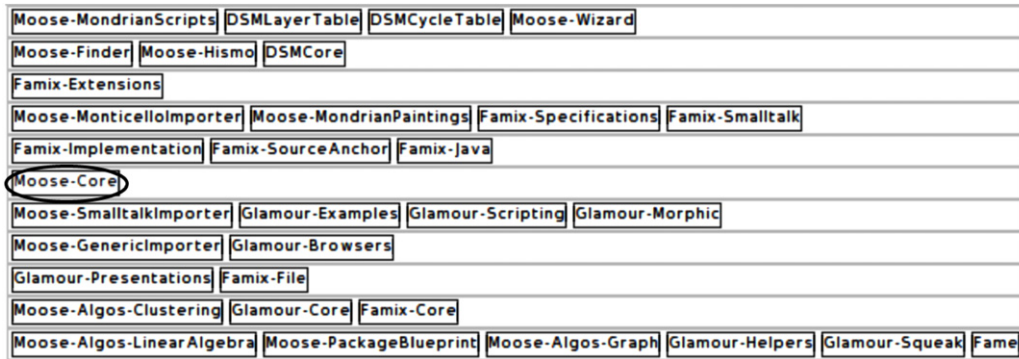 Moose-MondrianScripts DSMLayerTable DSMCycleTable Moose-Wizard
Moose-Finder Moose-Hismo DSMCore
Famix-Extensions
Moose-MonticelloImporter Moose-MondrianPaintings Famix-Specifications Famix-Smalltalk
Famix-Implementation Famix-SourceAnchor Famix-Java
Moose-Core
Moose-SmalltalkImporter Glamour-Examples Glamour-Scripting Glamour-Morphic
Moose-GenericImporter Glamour-Browsers
Glamour-Presentations Famix-File
Moose-Algos-Clustering Glamour-Core Famix-Core
Moose-Algos-LinearAlgebra Moose-PackageBlueprint Moose-Algos-Graph Glamour-Helpers Glamour-Squeak Fame